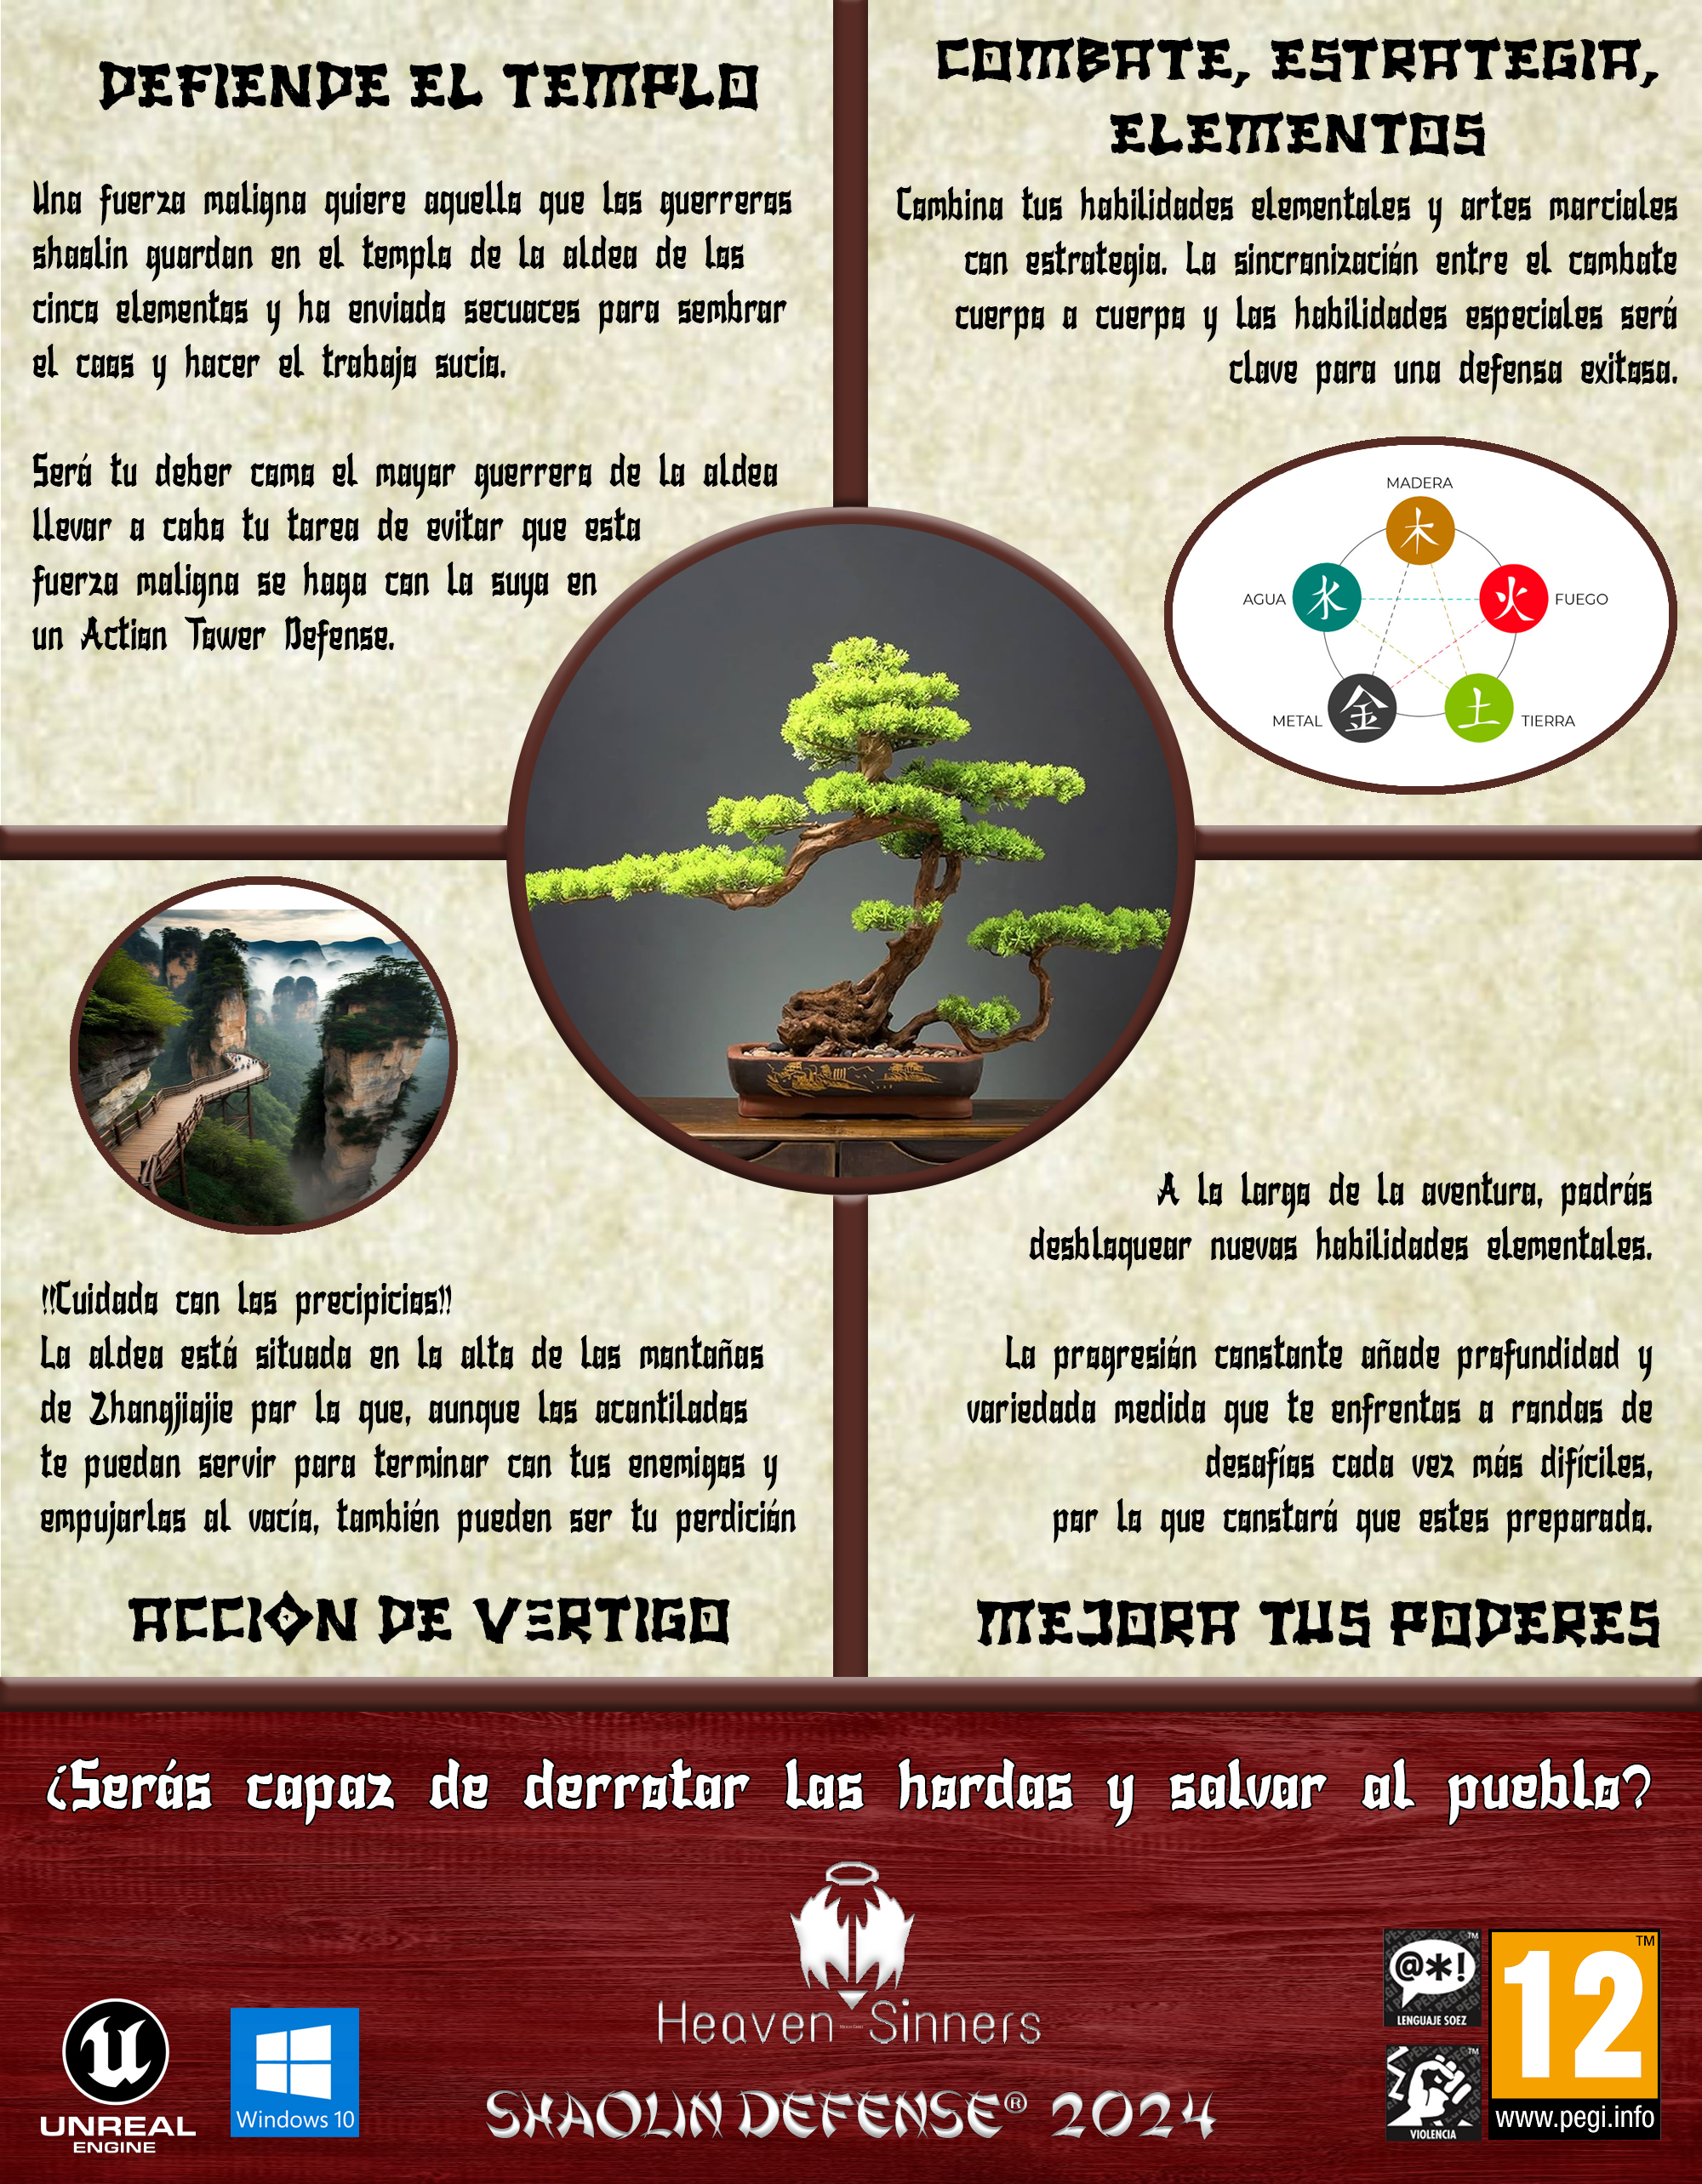 DEFIENDE EL TEMPLO
Una fuerza maligna quiere aquello que los guerreros
shaolin guardan en el templo de la aldea de los
cinco elementos y ha enviado secuaces para sembrar
el caos y hacer el trabajo sucio.
Será tu deber como el mayor guerrero de la aldea
llevar a cabo tu tarea de evitar que esta
fuerza maligna se haga con la suya en
un Action Tower Defense.
COMBATE, ESTRATEGIA,
ELEMENTOS
Combina tus habilidades elementales y artes marciales
con estrategia. La sincronización entre el combate
cuerpo a cuerpo y las habilidades especiales será
clave para una defensa exitosa.
MADERA
木
AGUA 水 火 FUEGO
METAL 金 土 TIERRA
!!Cuidado con los precipicios!!
La aldea está situada en lo alto de las montañas
de Zhangjiajie por lo que, aunque los acantilados
te puedan servir para terminar con tus enemigos y
empujarlos al vacío, también pueden ser tu perdición
ACCIÓN DE VERTIGO
A lo largo de la aventura, podrás
desbloquear nuevas habilidades elementales.
La progresión constante añade profundidad y
variedada medida que te enfrentas a rondas de
desafíos cada vez más difíciles,
por lo que constará que estes preparado.
MEJORA TUS PODERES
¿Serás capaz de derrotar las hordas y salvar al pueblo?
Heaven Sinners
SHAOLIN DEFENSE® 2024
UNREAL
ENGINE
Windows 10
@*!
LENGUAJE SOEZ
VIOLENCIA
12
www.pegi.info